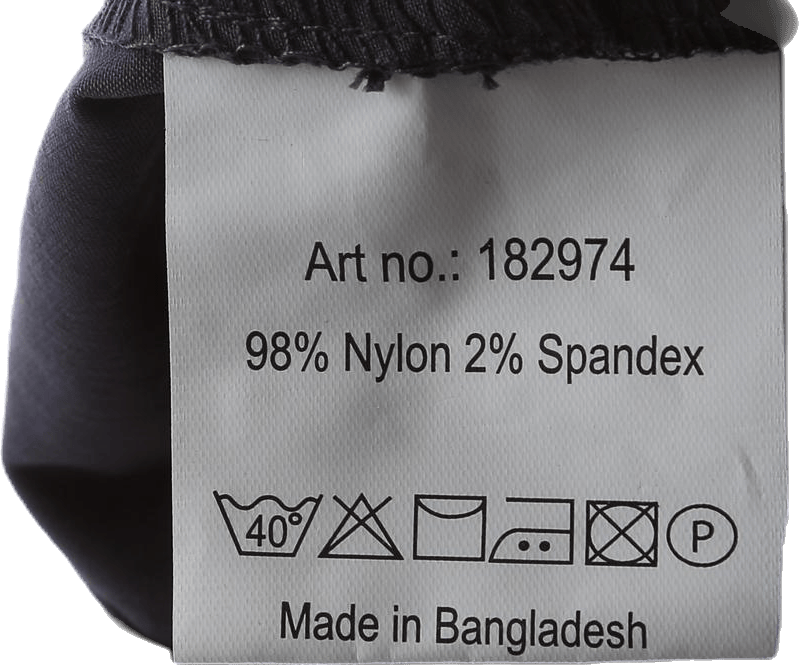 Art no.: 182974
98% Nylon 2% Spandex
40°
P
Made in Bangladesh